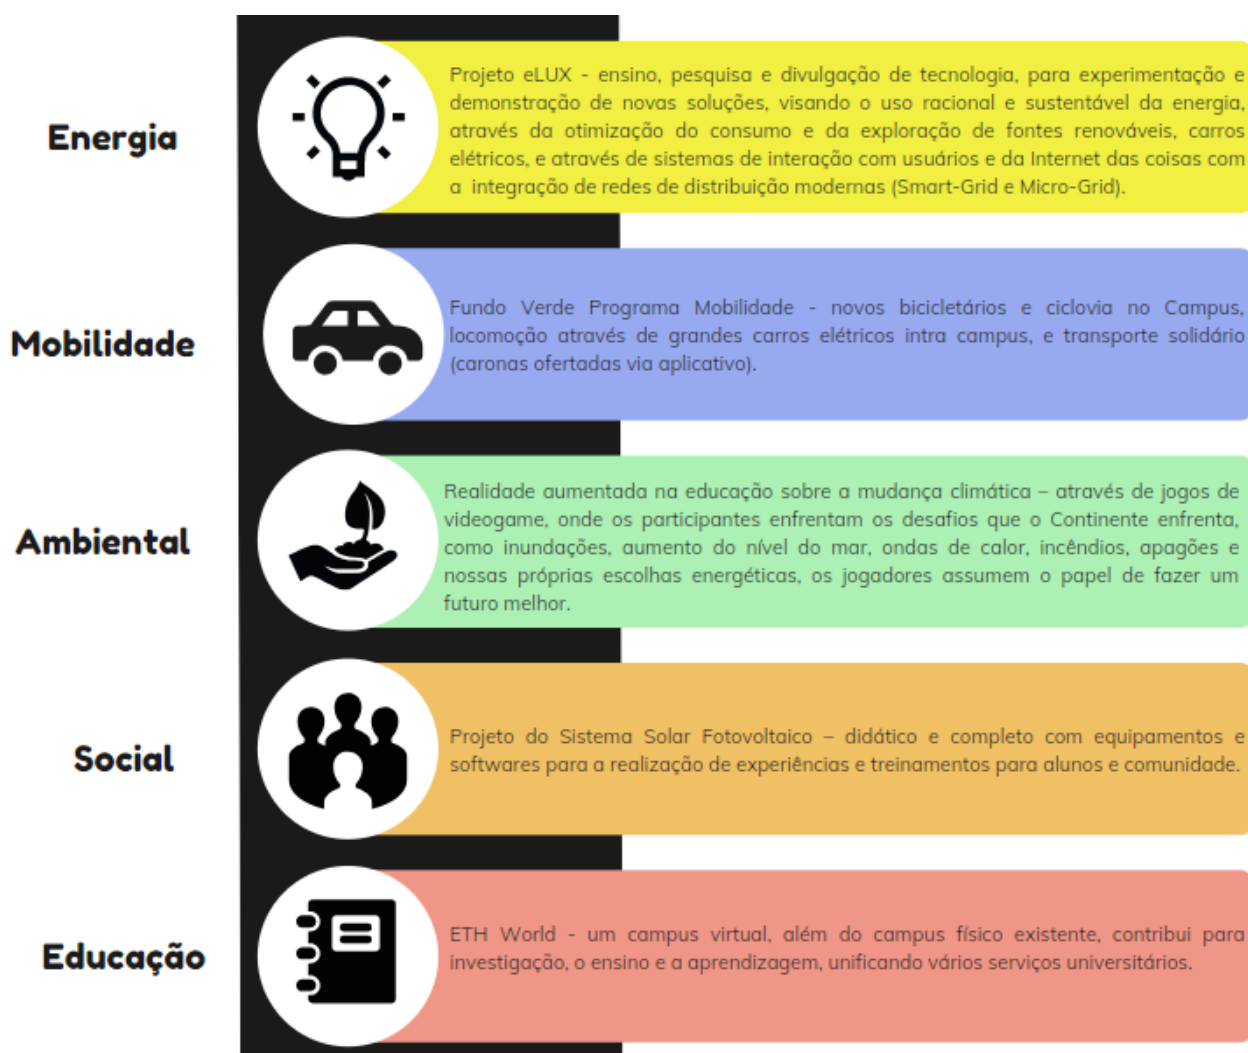 Energia
Projeto eLUX - ensino, pesquisa e divulgação de tecnologia, para experimentação e
demonstração de novas soluções, visando o uso racional e sustentável da energia,
através da otimização do consumo e da exploração de fontes renováveis, carros
elétricos, e através de sistemas de interação com usuários e da Internet das coisas com
a integração de redes de distribuição modernas (Smart-Grid e Micro-Grid).
Mobilidade
Fundo Verde Programa Mobilidade - novos bicicletários e ciclovia no Campus,
locomoção através de grandes carros elétricos intra campus, e transporte solidário
(caronas ofertadas via aplicativo).
Ambiental
Realidade aumentada na educação sobre a mudança climática – através de jogos de
videogame, onde os participantes enfrentam os desafios que o Continente enfrenta,
como inundações, aumento do nível do mar, ondas de calor, incêndios, apagões e
nossas próprias escolhas energéticas, os jogadores assumem o papel de fazer um
futuro melhor.
Social
Projeto do Sistema Solar Fotovoltaico – didático e completo com equipamentos e
softwares para a realização de experiências e treinamentos para alunos e comunidade.
Educação
ETH World - um campus virtual, além do campus físico existente, contribui para
investigação, o ensino e a aprendizagem, unificando vários serviços universitários.